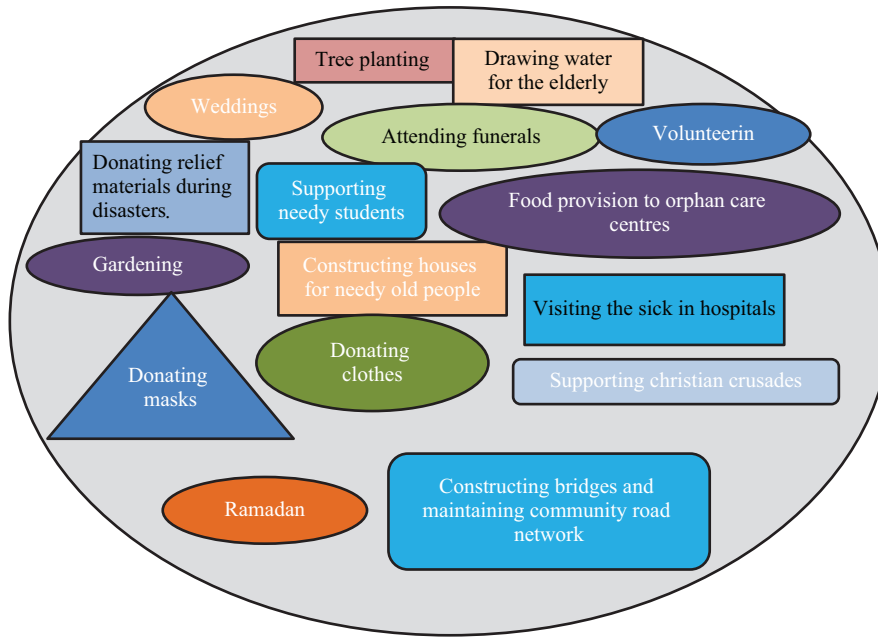 Tree planting
Drawing water
for the elderly
Weddings
Attending funerals
Volunteerin
Donating relief
materials during
disasters.
Supporting
needy students
Food provision to orphan care
centres
Gardening
Constructing houses
for needy old people
Visiting the sick in hospitals
Donating
masks
Donating
clothes
Supporting christian crusades
Ramadan
Constructing bridges and
maintaining community road
network